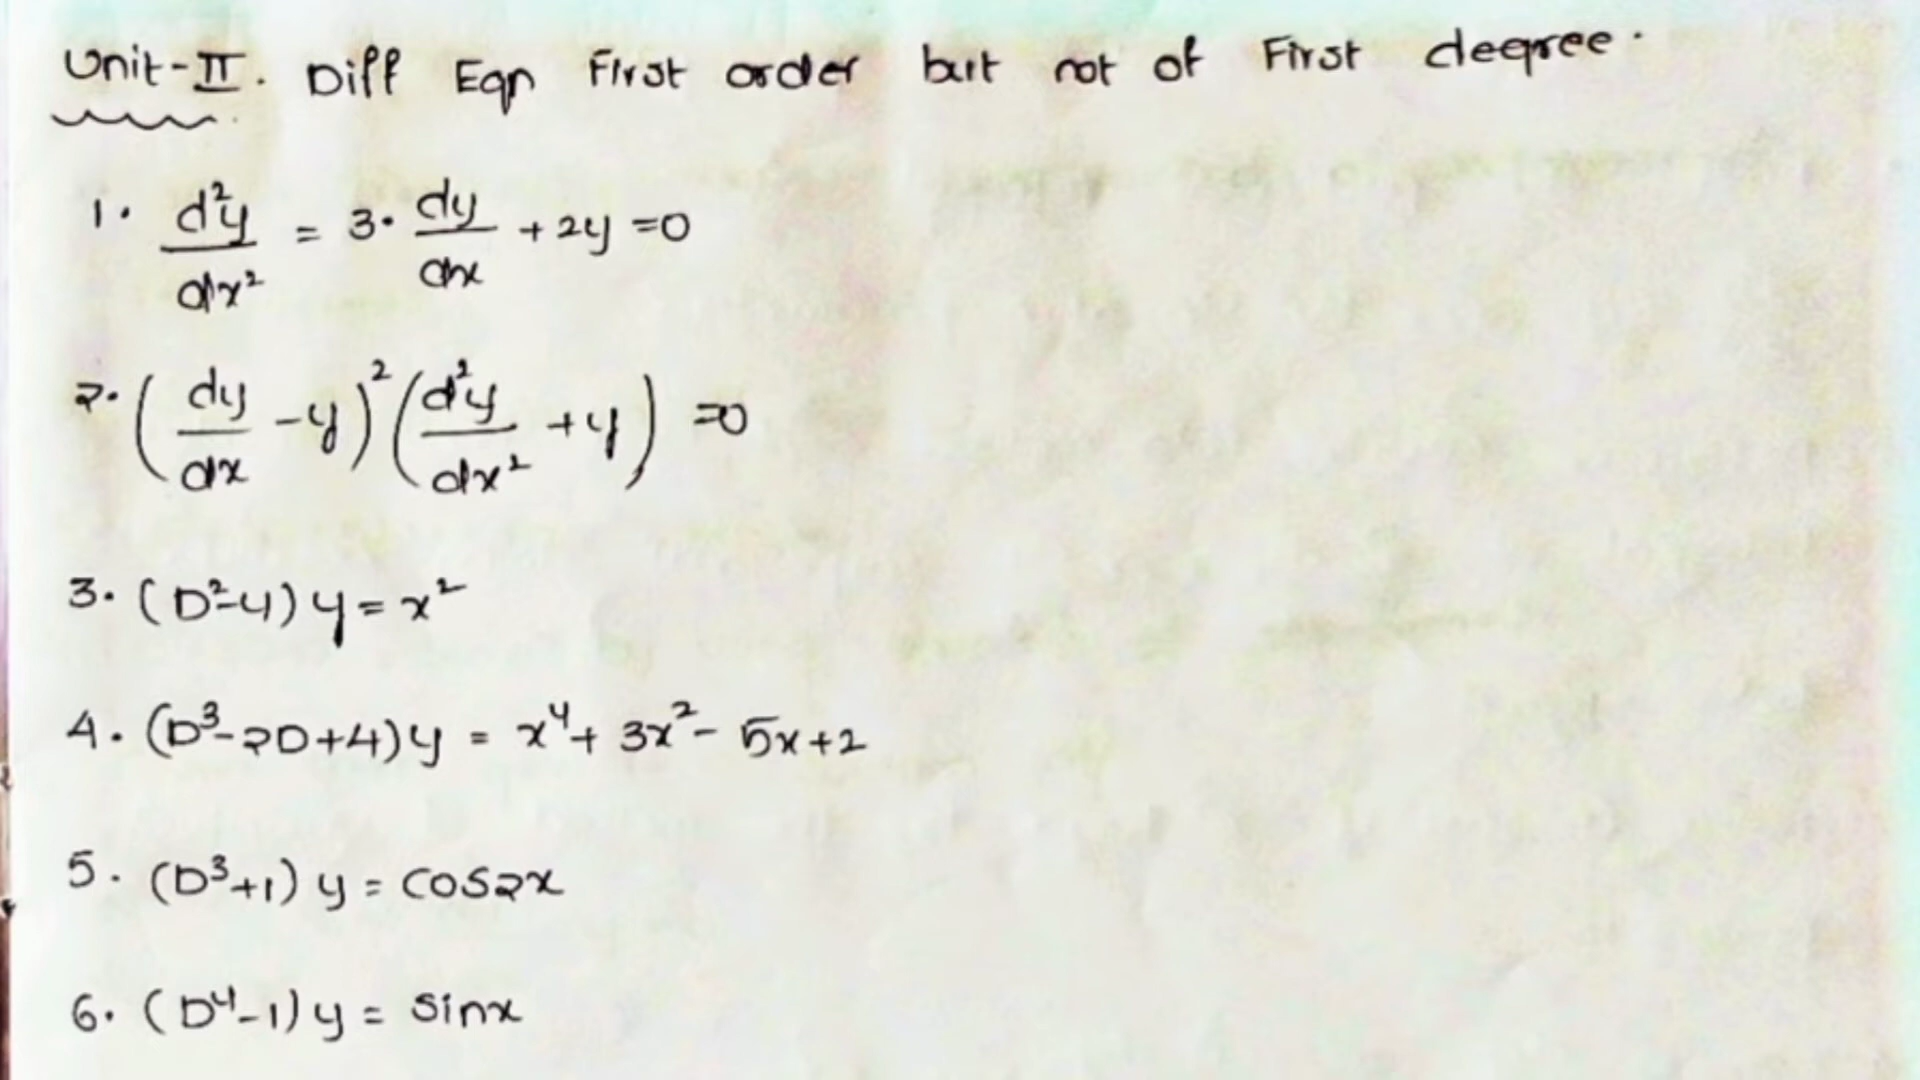 Unit-II. Diff Eqn First order but not of First degree.
1. d²y/dx² = 3. dy/dx + 2y = 0
2. (dy/dx - y)² (d²y/dx² + y) = 0
3. (D²-4) y = x²
4. (D³-2D+4) y = x⁴ + 3x² - 5x + 2
5. (D³+1) y = cos2x
6. (D⁴-1) y = sinx